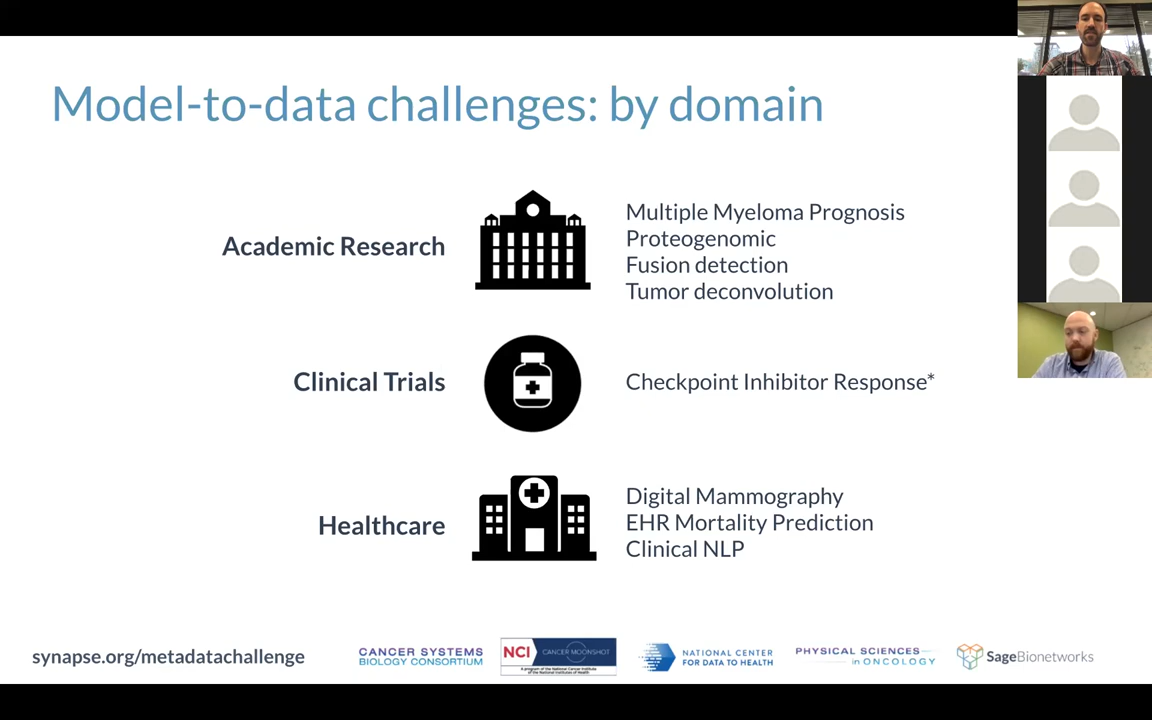 Model-to-data challenges: by domain
Academic Research
Multiple Myeloma Prognosis
Proteogenomic
Fusion detection
Tumor deconvolution
Clinical Trials
Checkpoint Inhibitor Response*
Healthcare
Digital Mammography
EHR Mortality Prediction
Clinical NLP
synapse.org/metadatachallenge
CANCER SYSTEMS
BIOLOGY CONSORTIUM
NCI CANCER MOONSHOT
A program of the National Cancer Institute
of the National Institutes of Health
NATIONAL CENTER
FOR DATA TO HEALTH
PHYSICAL SCIENCES
in ONCOLOGY
SageBionetworks